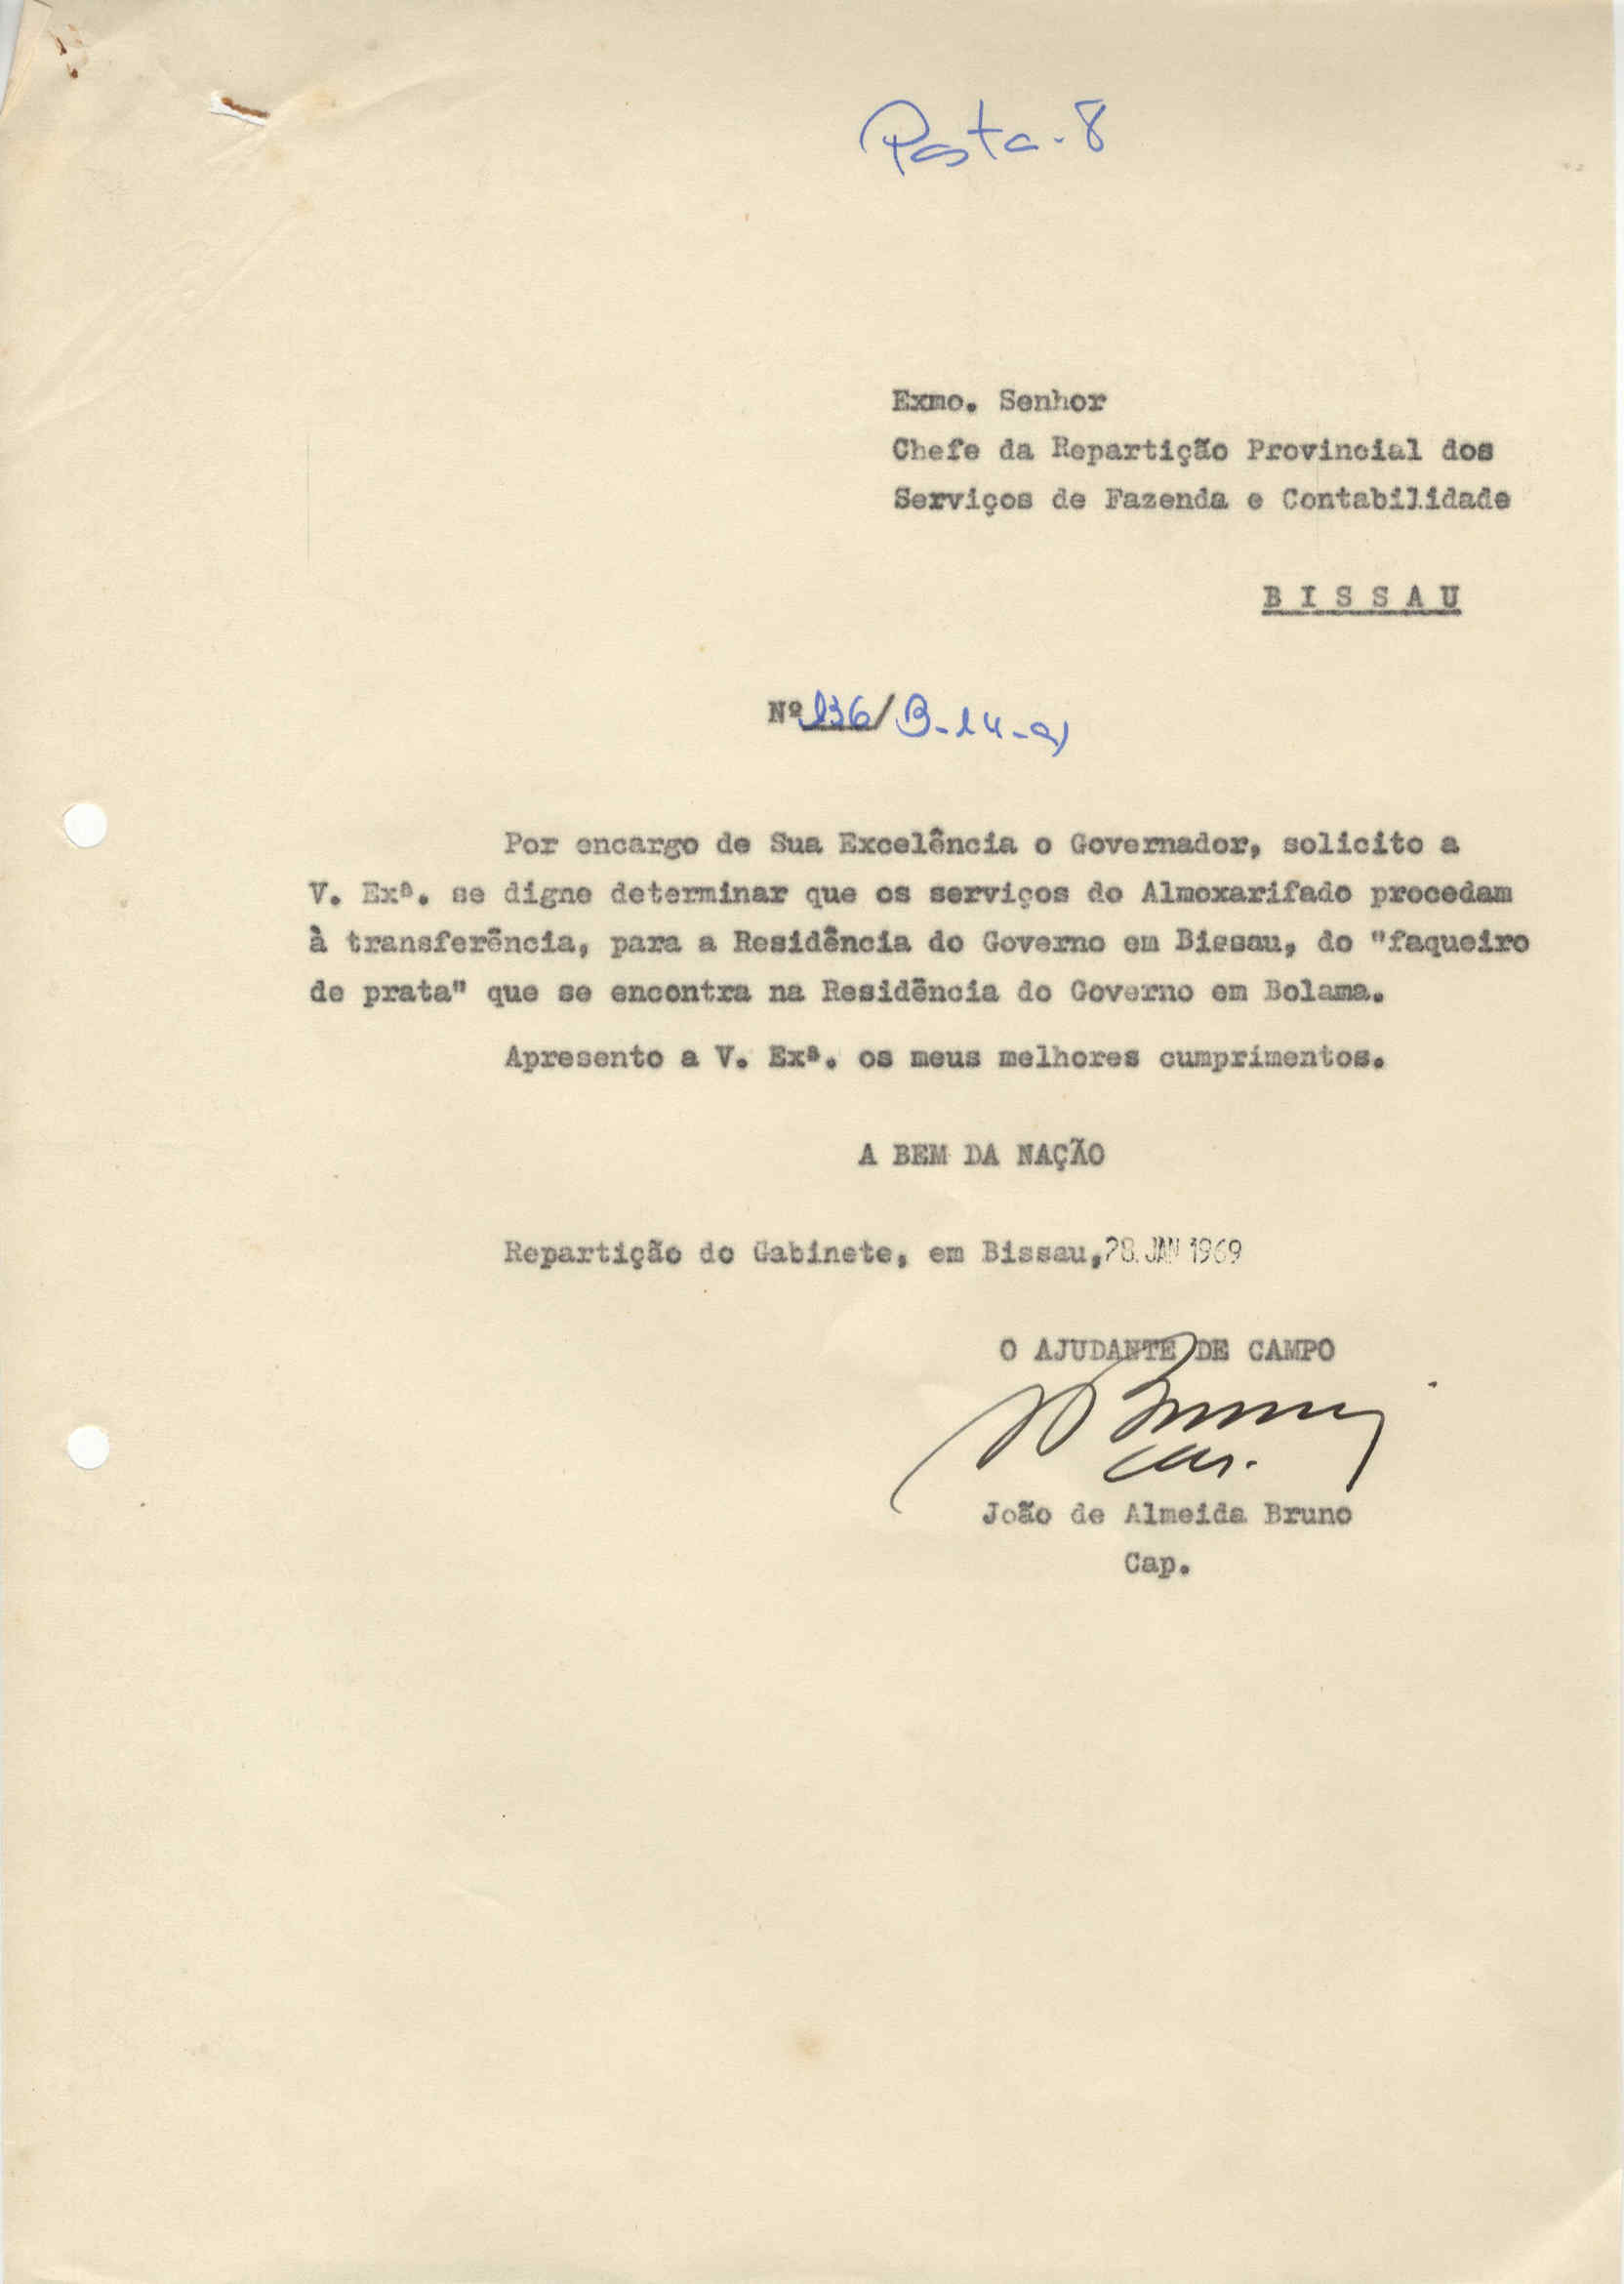 Pasta-8
Exmo. Senhor
Chefe da Repartição Provincial dos
Serviços de Fazenda e Contabilidade
B I S S A U
Nº 136/B-14-a)
Por encargo de Sua Excelência o Governador, solicito a
V. Exª. se digne determinar que os serviços do Almoxarifado procedam
à transferência, para a Residência do Governo em Bissau, do "faqueiro
de prata" que se encontra na Residência do Governo em Bolama.
Apresento a V. Exª. os meus melhores cumprimentos.
A BEM DA NAÇÃO
Repartição do Gabinete, em Bissau, 28. JAN 1969
O AJUDANTE DE CAMPO
João de Almeida Bruno
Cap.